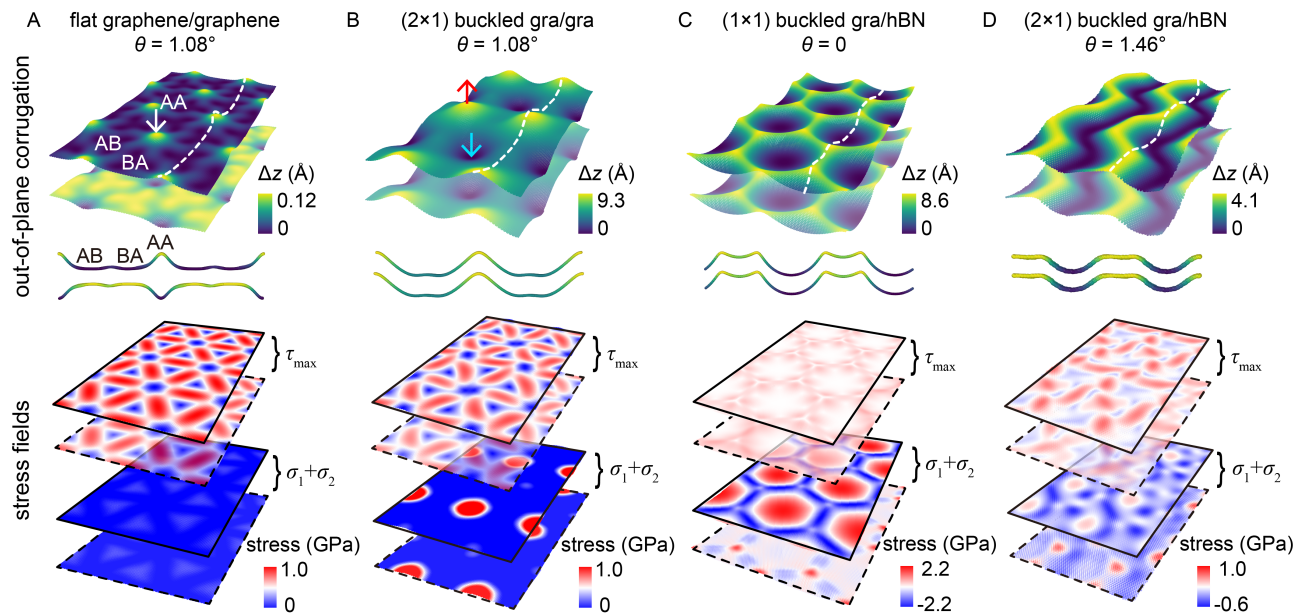 A
flat graphene/graphene
θ = 1.08°
B
(2×1) buckled gra/gra
θ = 1.08°
C
(1×1) buckled gra/hBN
θ = 0
D
(2×1) buckled gra/hBN
θ = 1.46°
out-of-plane corrugation
AA
AB
BA
Δz (Å)
0.12
0
Δz (Å)
9.3
0
Δz (Å)
8.6
0
Δz (Å)
4.1
0
AB BA AA
stress fields
τmax
τmax
τmax
τmax
σ1+σ2
σ1+σ2
σ1+σ2
σ1+σ2
stress (GPa)
1.0
0
stress (GPa)
1.0
0
stress (GPa)
2.2
-2.2
stress (GPa)
1.0
-0.6